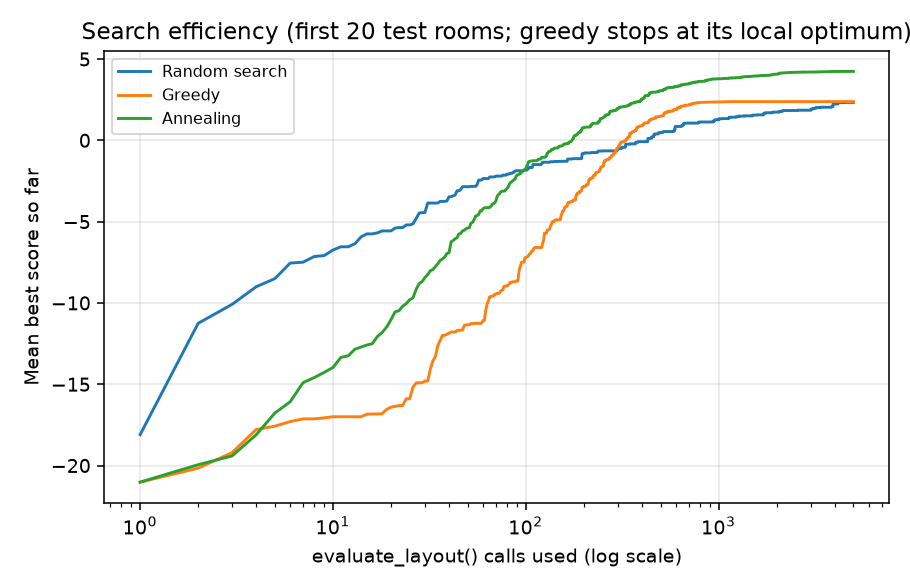 Search efficiency (first 20 test rooms; greedy stops at its local optimum)
Random search
Greedy
Annealing
Mean best score so far
5
0
−5
−10
−15
−20
10⁰ 10¹ 10² 10³
evaluate_layout() calls used (log scale)